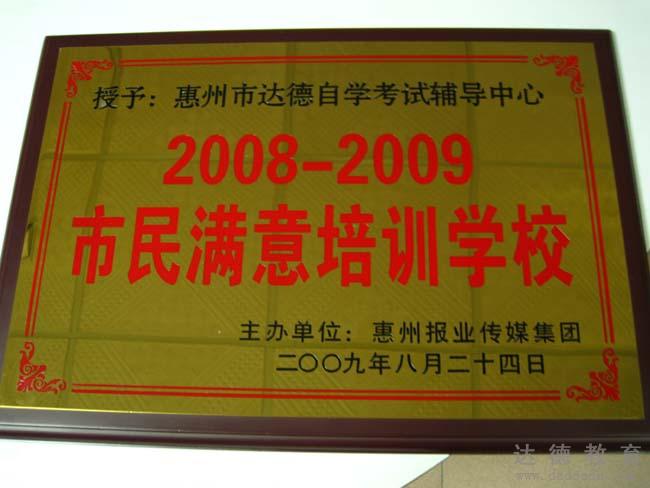 授予：惠州市达德自学考试辅导中心
2008-2009
市民满意培训学校
主办单位：惠州报业传媒集团
二〇〇九年八月二十四日
达德教育